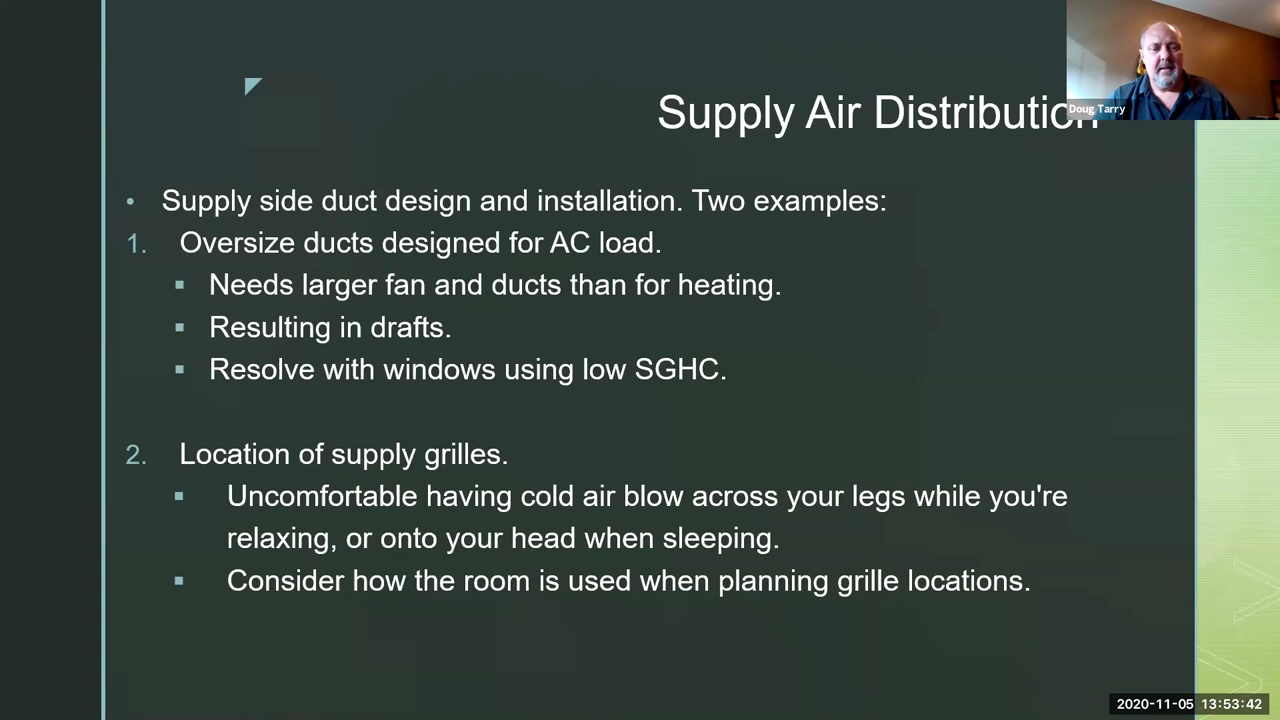 Supply Air Distribution
Doug Tarry
• Supply side duct design and installation. Two examples:
1. Oversize ducts designed for AC load.
▪ Needs larger fan and ducts than for heating.
▪ Resulting in drafts.
▪ Resolve with windows using low SGHC.
2. Location of supply grilles.
▪ Uncomfortable having cold air blow across your legs while you're
relaxing, or onto your head when sleeping.
▪ Consider how the room is used when planning grille locations.
2020-11-05 13:53:42